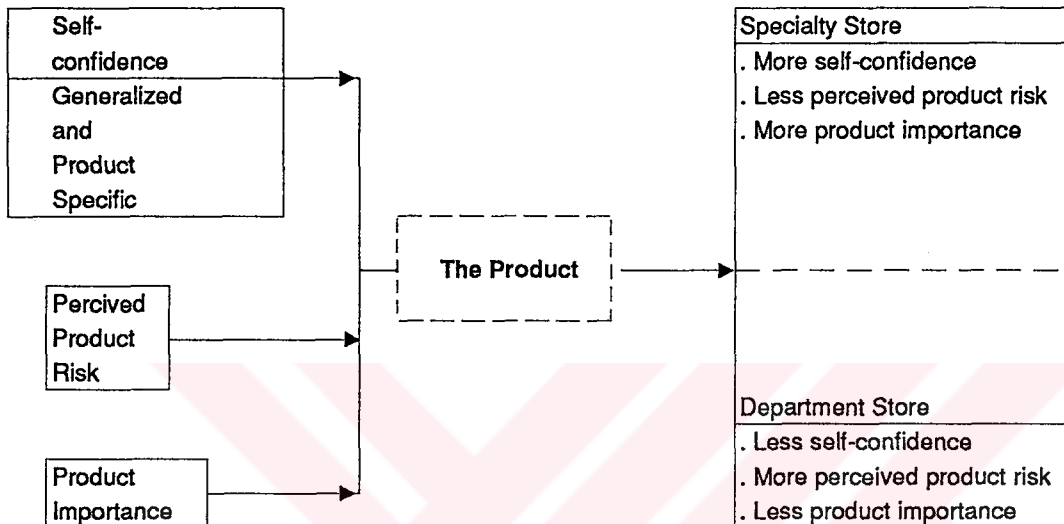 Self-
confidence
Generalized
and
Product
Specific
Percived
Product
Risk
Product
Importance
The Product
Specialty Store
. More self-confidence
. Less perceived product risk
. More product importance
Department Store
. Less self-confidence
. More perceived product risk
. Less product importance